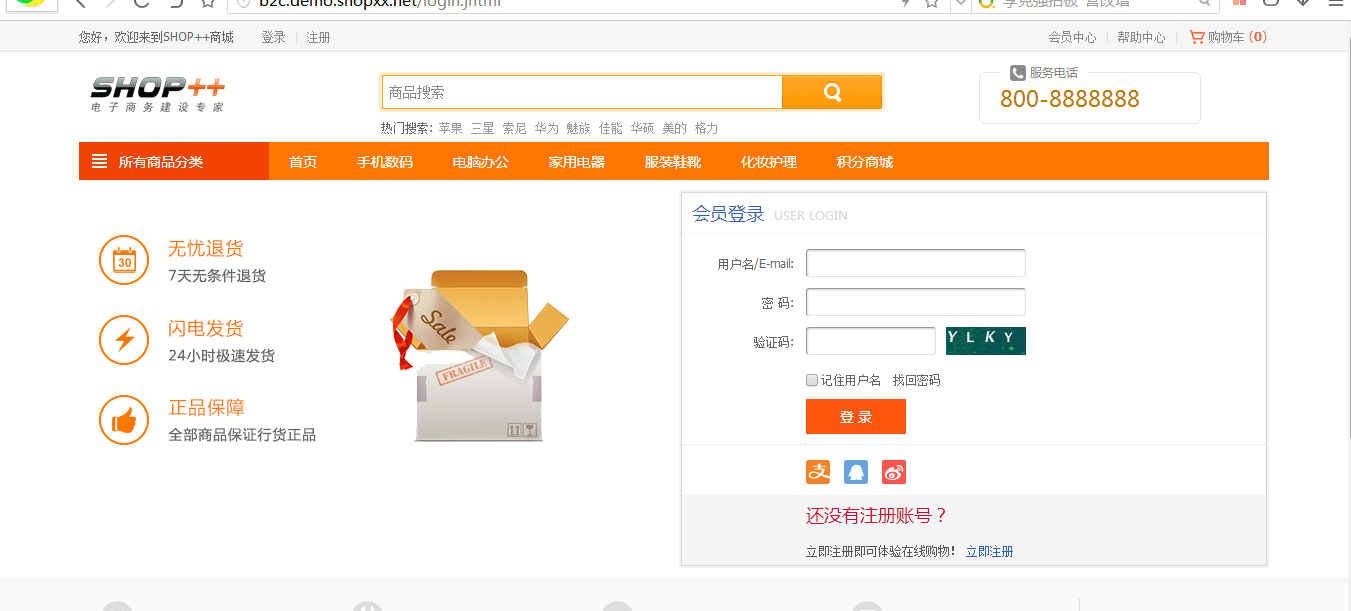 b2c.demo.shopxx.net/login.jhtml
您好，欢迎来到SHOP++商城 登录 注册 会员中心 帮助中心 购物车 (0)
SHOP++
电子商务建设专家
商品搜索
热门搜索: 苹果 三星 索尼 华为 魅族 佳能 华硕 美的 格力
服务电话
800-8888888
所有商品分类 首页 手机数码 电脑办公 家用电器 服装鞋靴 化妆护理 积分商城
30
无忧退货
7天无条件退货
闪电发货
24小时极速发货
正品保障
全部商品保证行货正品
Sale
FRAGILE
会员登录 USER LOGIN
用户名/E-mail:
密 码:
验证码: YLKY
记住用户名 找回密码
登 录
支
还没有注册账号？
立即注册即可体验在线购物! 立即注册